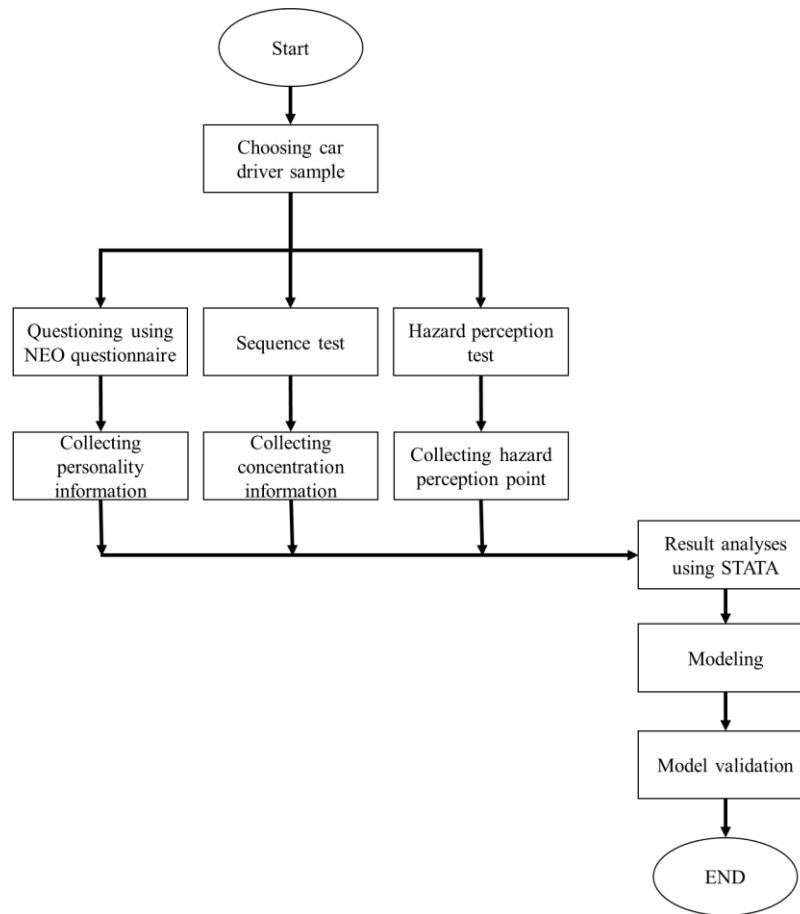 Start
Choosing car
driver sample
Questioning using
NEO questionnaire
Sequence test
Hazard perception
test
Collecting
personality
information
Collecting
concentration
information
Collecting hazard
perception point
Result analyses
using STATA
Modeling
Model validation
END